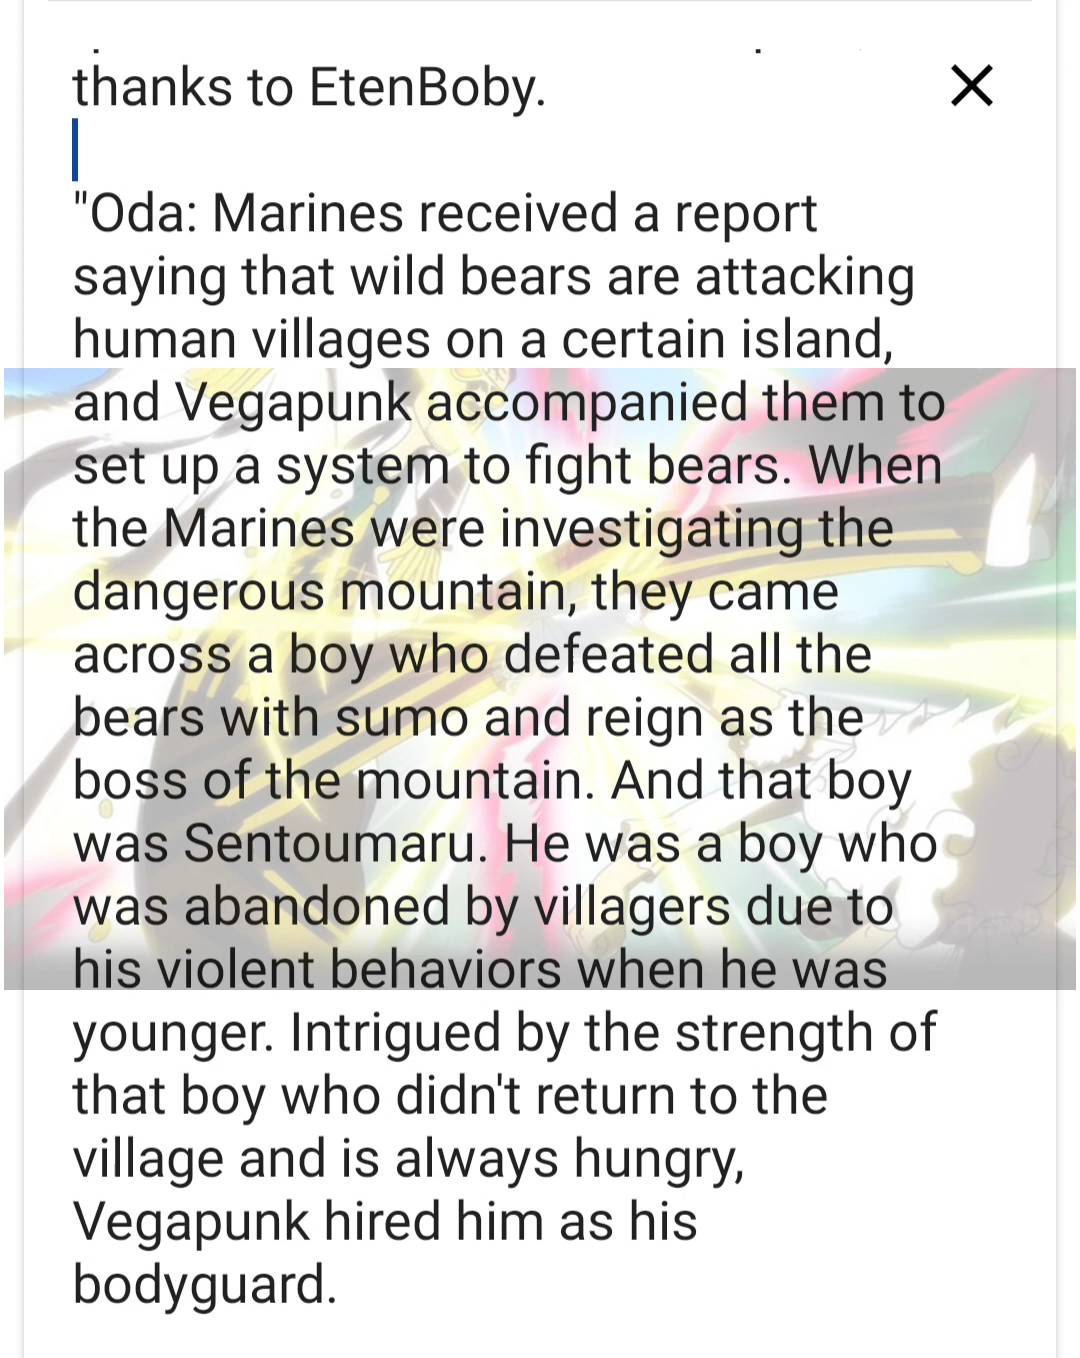 thanks to EtenBoby.
"Oda: Marines received a report
saying that wild bears are attacking
human villages on a certain island,
and Vegapunk accompanied them to
set up a system to fight bears. When
the Marines were investigating the
dangerous mountain, they came
across a boy who defeated all the
bears with sumo and reign as the
boss of the mountain. And that boy
was Sentoumaru. He was a boy who
was abandoned by villagers due to
his violent behaviors when he was
younger. Intrigued by the strength of
that boy who didn't return to the
village and is always hungry,
Vegapunk hired him as his
bodyguard.